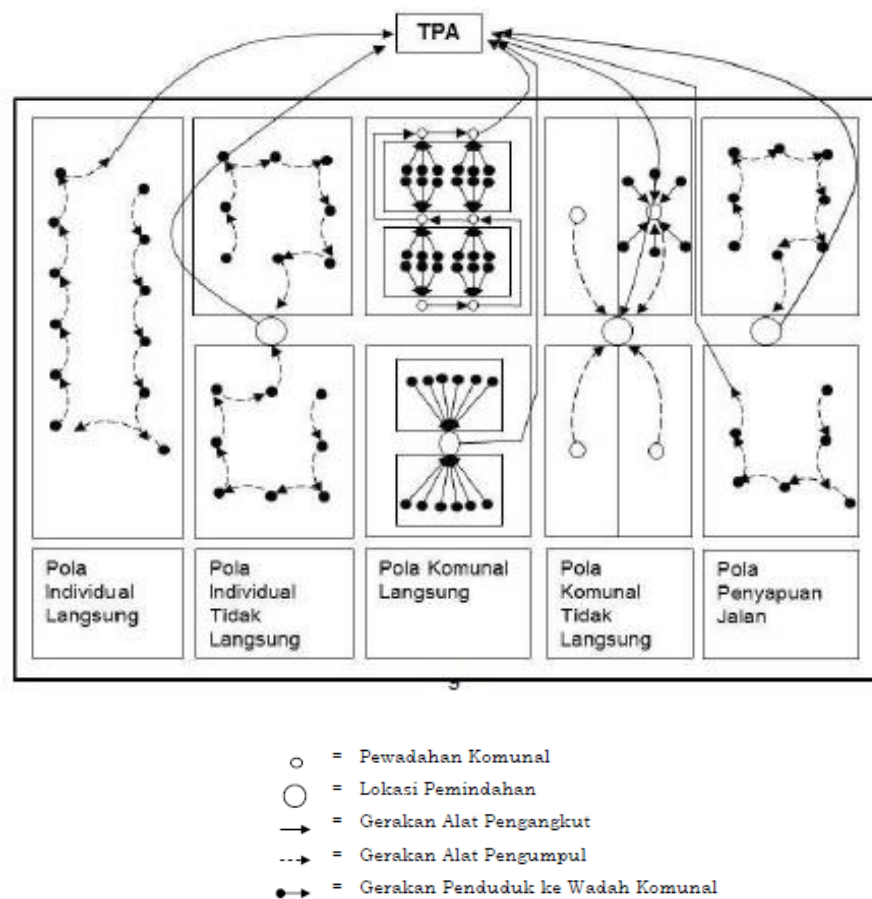 TPA
Pola
Individual
Langsung
Pola
Individual
Tidak
Langsung
Pola Komunal
Langsung
Pola
Komunal
Tidak
Langsung
Pola
Penyapuan
Jalan
= Pewadahan Komunal
= Lokasi Pemindahan
= Gerakan Alat Pengangkut
= Gerakan Alat Pengumpul
= Gerakan Penduduk ke Wadah Komunal